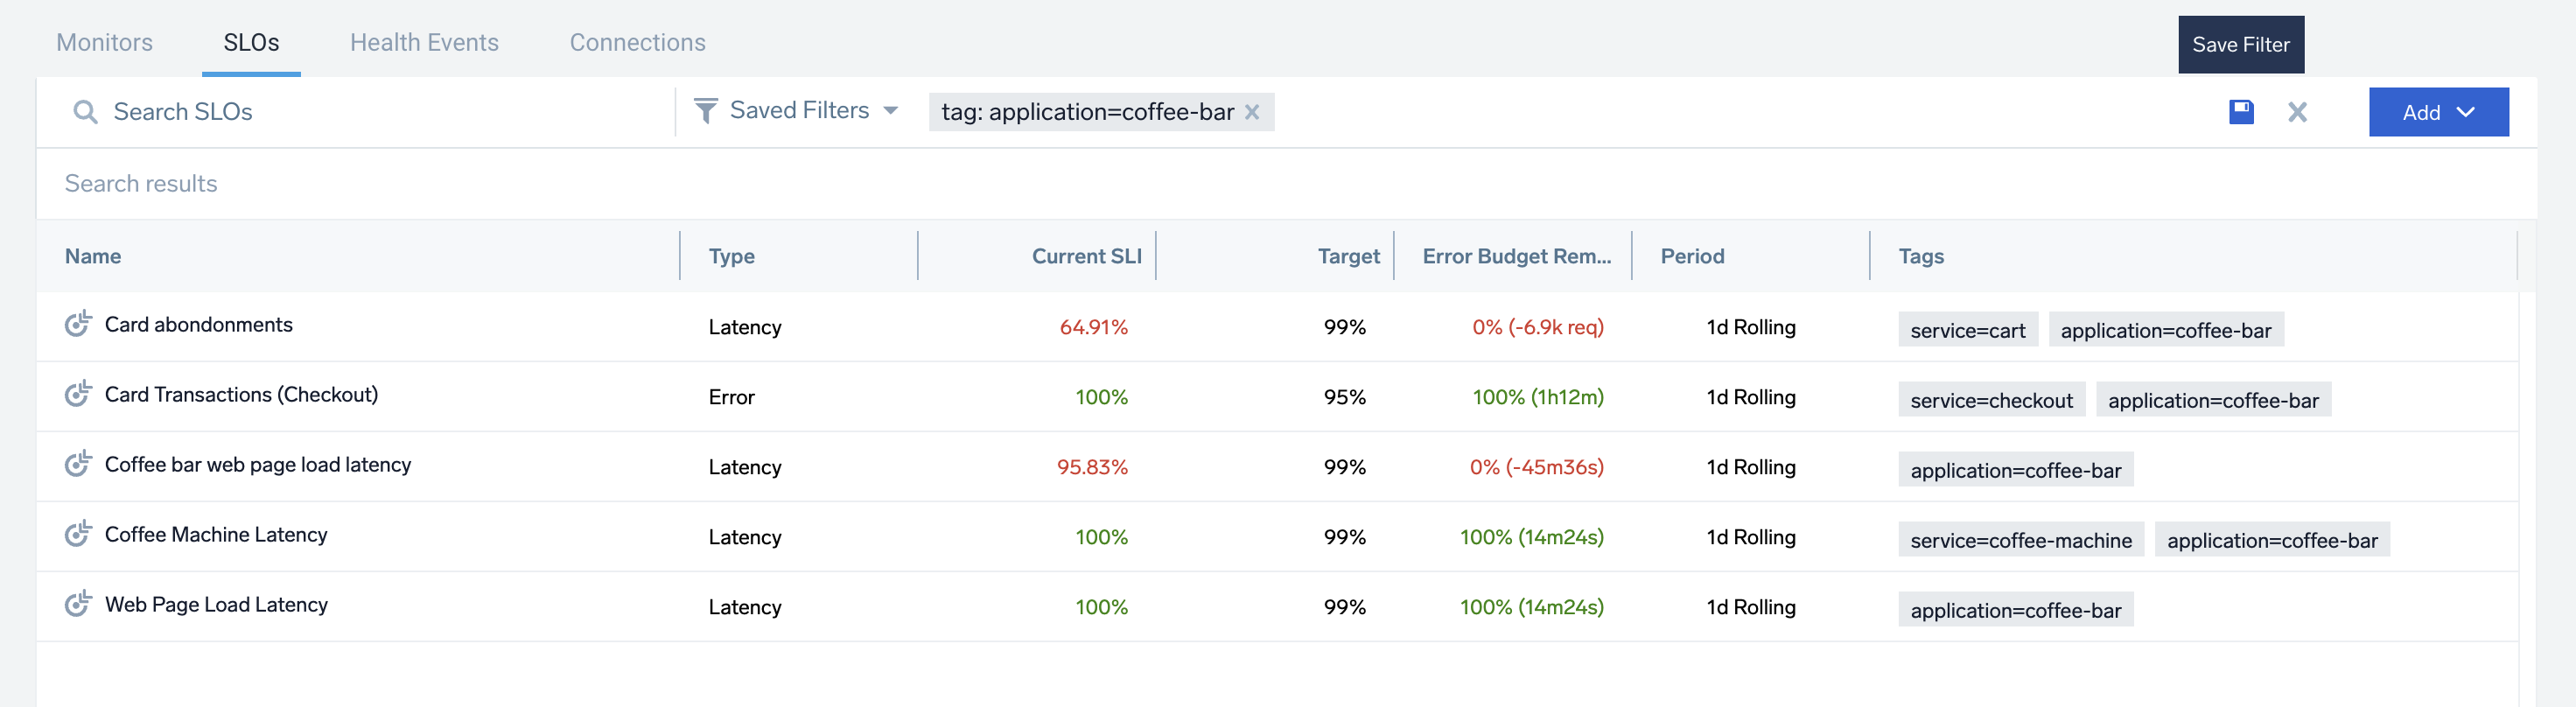 Monitors SLOs Health Events Connections
Save Filter
Search SLOs Saved Filters tag: application=coffee-bar Add
Search results
Name Type Current SLI Target Error Budget Rem... Period Tags
Card abondonments Latency 64.91% 99% 0% (-6.9k req) 1d Rolling service=cart application=coffee-bar
Card Transactions (Checkout) Error 100% 95% 100% (1h12m) 1d Rolling service=checkout application=coffee-bar
Coffee bar web page load latency Latency 95.83% 99% 0% (-45m36s) 1d Rolling application=coffee-bar
Coffee Machine Latency Latency 100% 99% 100% (14m24s) 1d Rolling service=coffee-machine application=coffee-bar
Web Page Load Latency Latency 100% 99% 100% (14m24s) 1d Rolling application=coffee-bar